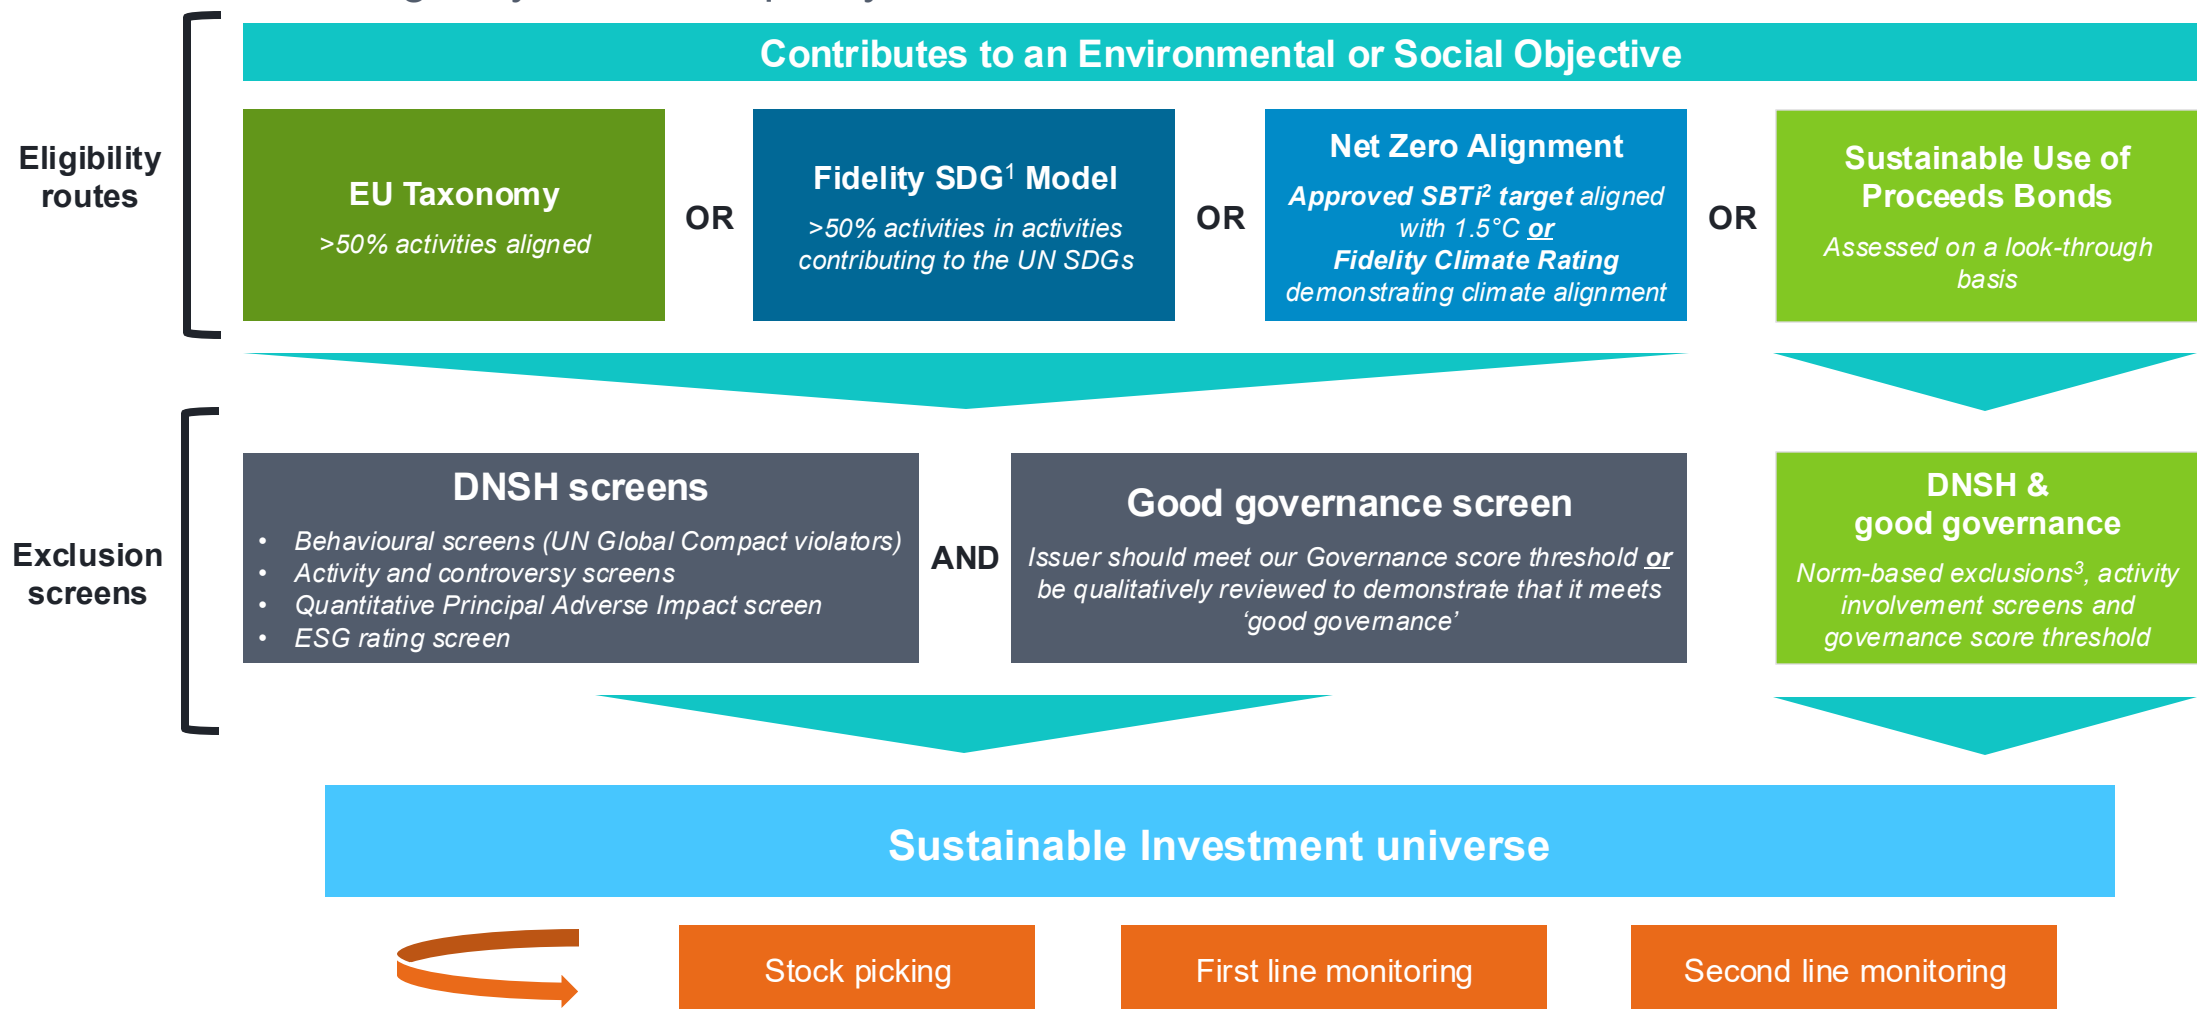 Contributes to an Environmental or Social Objective
Eligibility
routes
EU Taxonomy
>50% activities aligned
OR
Fidelity SDG¹ Model
>50% activities in activities
contributing to the UN SDGs
OR
Net Zero Alignment
Approved SBTi² target aligned
with 1.5°C or
Fidelity Climate Rating
demonstrating climate alignment
OR
Sustainable Use of
Proceeds Bonds
Assessed on a look-through
basis
Exclusion
screens
DNSH screens
• Behavioural screens (UN Global Compact violators)
• Activity and controversy screens
• Quantitative Principal Adverse Impact screen
• ESG rating screen
AND
Good governance screen
Issuer should meet our Governance score threshold or
be qualitatively reviewed to demonstrate that it meets
‘good governance’
DNSH &
good governance
Norm-based exclusions³, activity
involvement screens and
governance score threshold
Sustainable Investment universe
Stock picking
First line monitoring
Second line monitoring